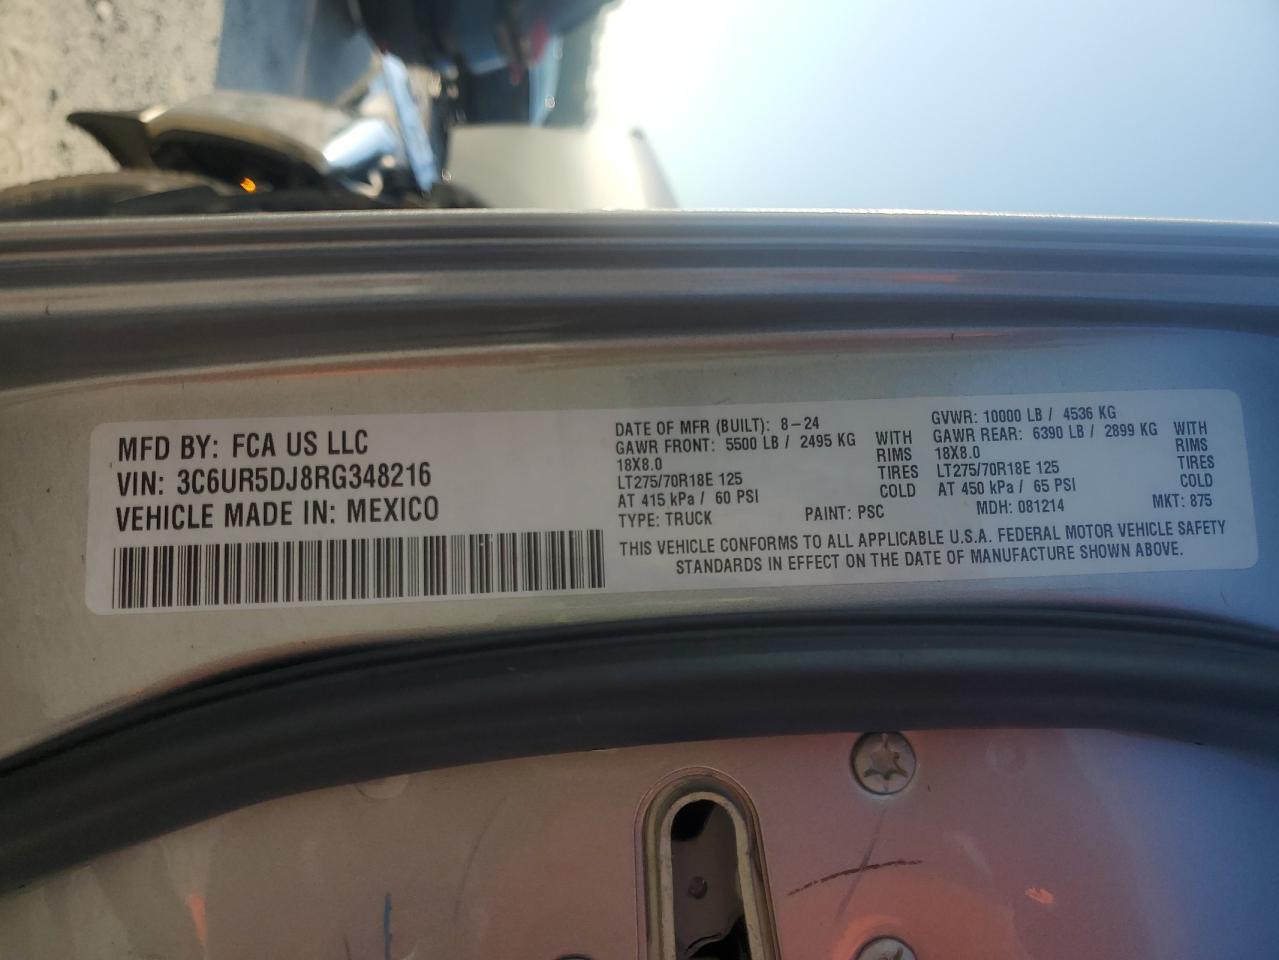 MFD BY: FCA US LLC
VIN: 3C6UR5DJ8RG348216
VEHICLE MADE IN: MEXICO
DATE OF MFR (BUILT): 8-24
GAWR FRONT: 5500 LB / 2495 KG WITH
18X8.0 RIMS
LT275/70R18E 125 TIRES
AT 415 kPa / 60 PSI COLD
TYPE: TRUCK PAINT: PSC
GVWR: 10000 LB / 4536 KG
GAWR REAR: 6390 LB / 2899 KG WITH
18X8.0 RIMS
LT275/70R18E 125 TIRES
AT 450 kPa / 65 PSI COLD
MDH: 081214 MKT: 875
THIS VEHICLE CONFORMS TO ALL APPLICABLE U.S.A. FEDERAL MOTOR VEHICLE SAFETY
STANDARDS IN EFFECT ON THE DATE OF MANUFACTURE SHOWN ABOVE.